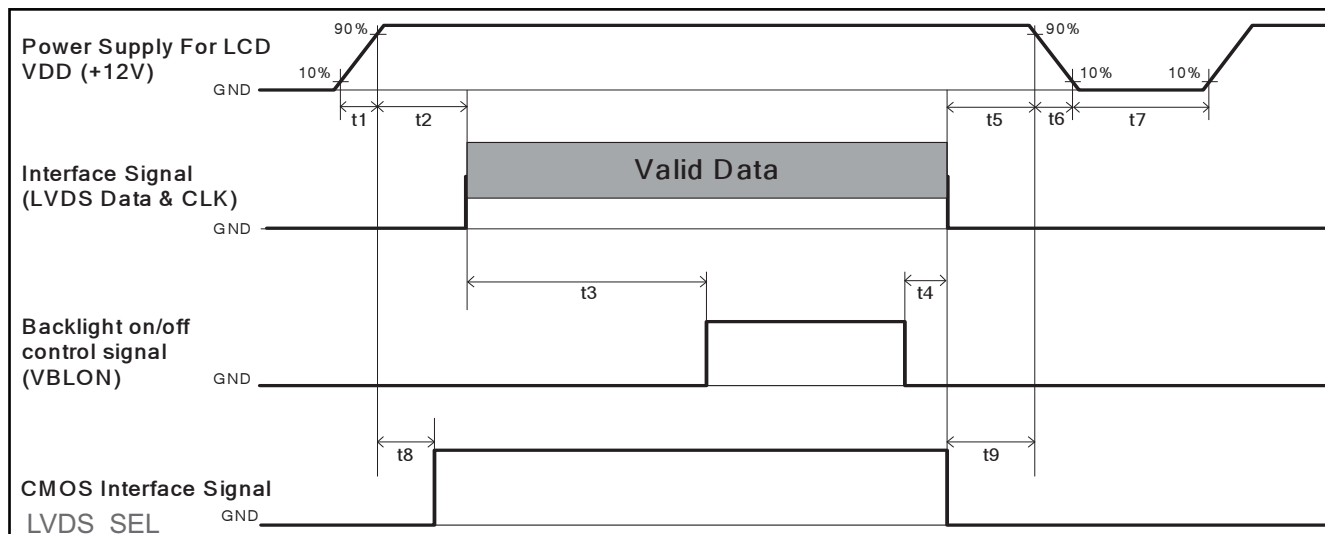 Power Supply For LCD
VDD (+12V)
90%
90%
10%
10%
10%
GND
t1
t2
t5
t6
t7
Valid Data
Interface Signal
(LVDS Data & CLK)
GND
t3
t4
Backlight on/off
control signal
(VBLON)
GND
t8
t9
CMOS Interface Signal
GND
LVDS_SEL